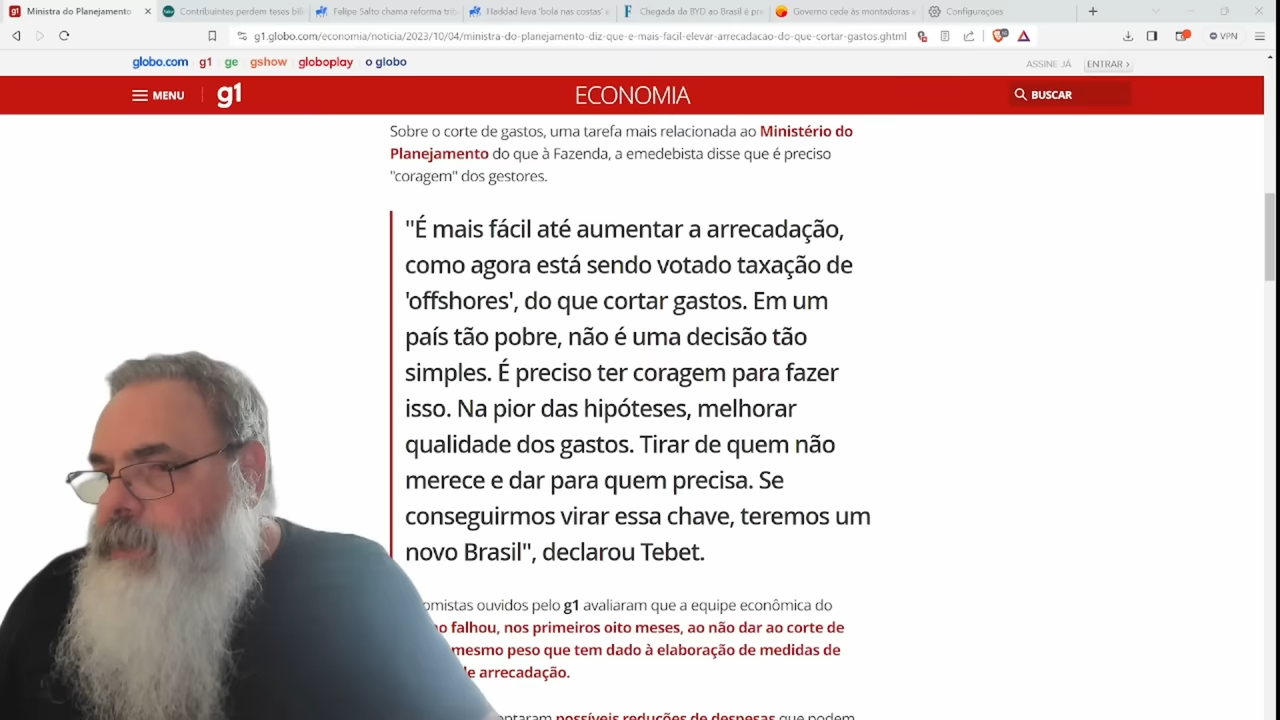 Ministra do Planejamento
Contribuintes perdem teses bili
Felipe Salto chama reforma trib
Haddad leva 'bola nas costas' e
Chegada da BYD ao Brasil é pre
Governo cede às montadoras e
Configurações
g1.globo.com/economia/noticia/2023/10/04/ministra-do-planejamento-diz-que-e-mais-facil-elevar-arrecadacao-do-que-cortar-gastos.ghtml
VPN
globo.com g1 ge gshow globoplay o globo
ASSINE JÁ ENTRAR ›
MENU g1 ECONOMIA BUSCAR
Sobre o corte de gastos, uma tarefa mais relacionada ao Ministério do
Planejamento do que à Fazenda, a emedebista disse que é preciso
"coragem" dos gestores.
"É mais fácil até aumentar a arrecadação,
como agora está sendo votado taxação de
'offshores', do que cortar gastos. Em um
país tão pobre, não é uma decisão tão
simples. É preciso ter coragem para fazer
isso. Na pior das hipóteses, melhorar
qualidade dos gastos. Tirar de quem não
merece e dar para quem precisa. Se
conseguirmos virar essa chave, teremos um
novo Brasil", declarou Tebet.
omistas ouvidos pelo g1 avaliaram que a equipe econômica do
falhou, nos primeiros oito meses, ao não dar ao corte de
mesmo peso que tem dado à elaboração de medidas de
e arrecadação.
ontaram possíveis reduções de despesas que podem